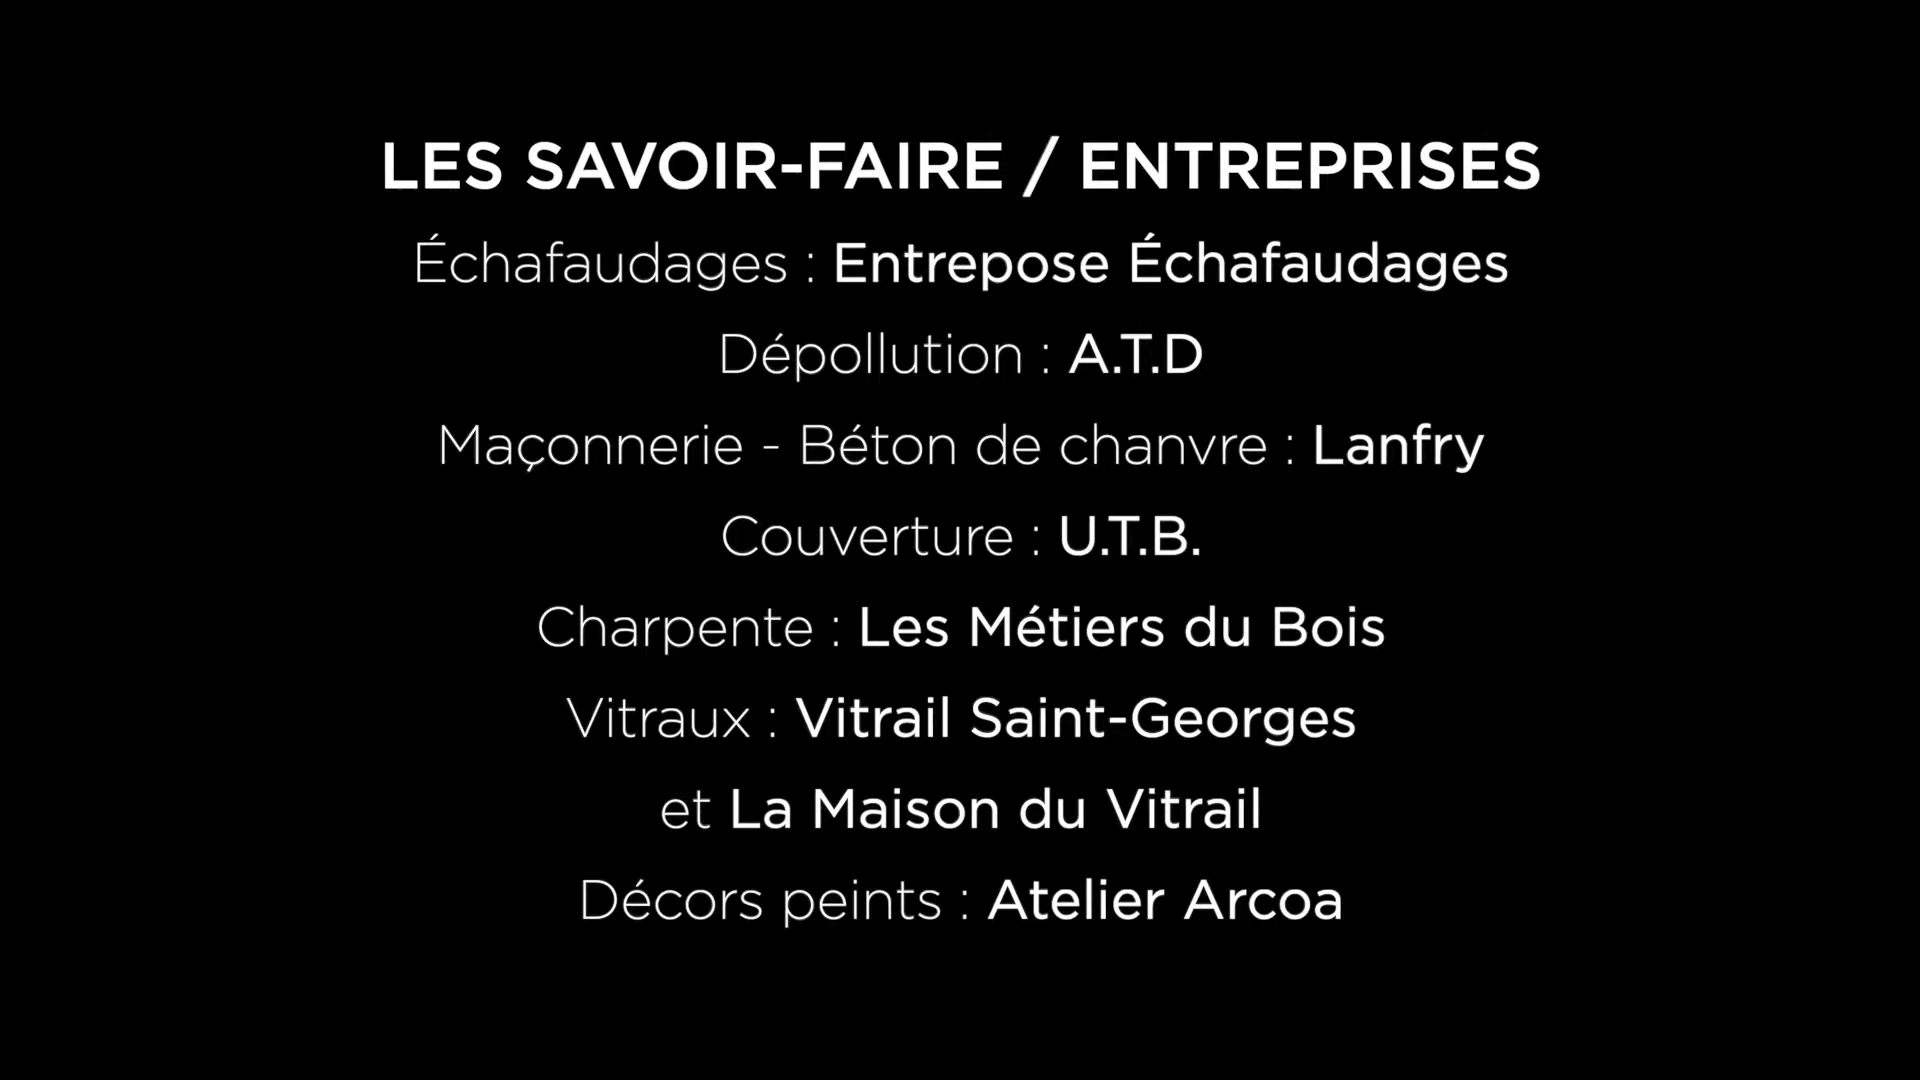 LES SAVOIR-FAIRE / ENTREPRISES
Échafaudages : Entrepose Échafaudages
Dépollution : A.T.D
Maçonnerie - Béton de chanvre : Lanfry
Couverture : U.T.B.
Charpente : Les Métiers du Bois
Vitraux : Vitrail Saint-Georges
et La Maison du Vitrail
Décors peints : Atelier Arcoa